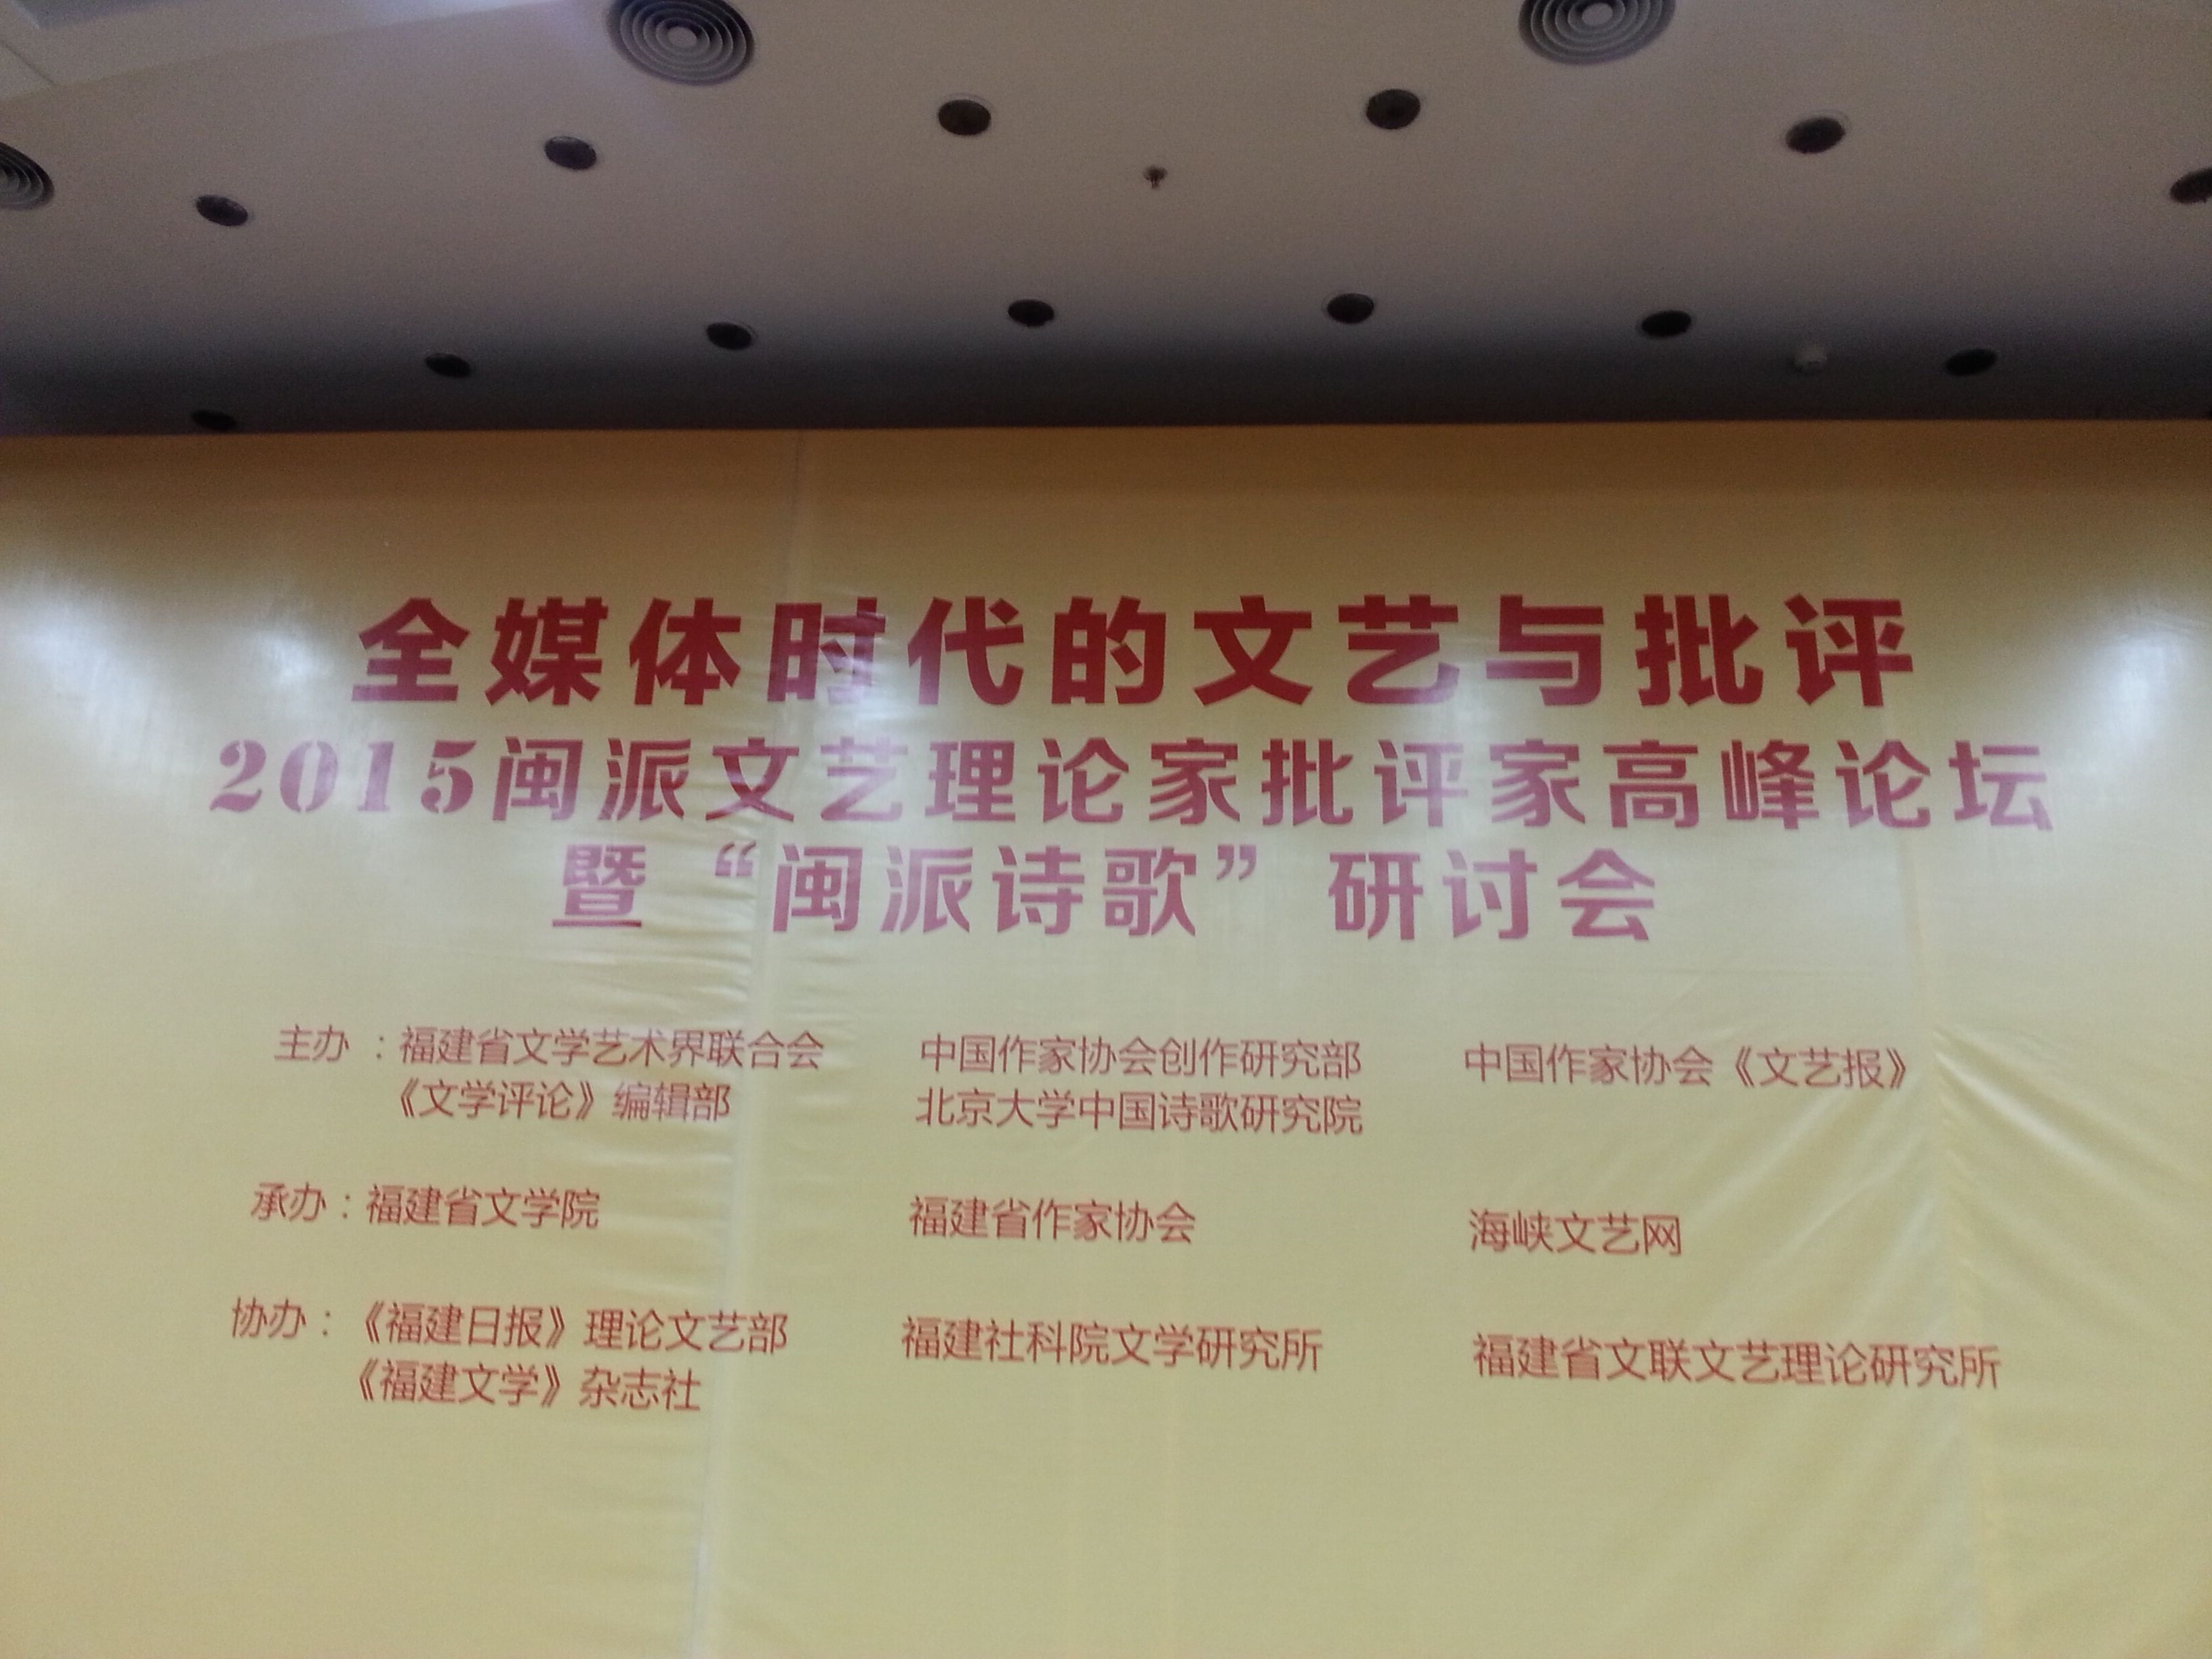 全媒体时代的文艺与批评
2015闽派文艺理论家批评家高峰论坛
暨“闽派诗歌”研讨会
主办：福建省文学艺术界联合会 中国作家协会创作研究部 中国作家协会《文艺报》
《文学评论》编辑部 北京大学中国诗歌研究院
承办：福建省文学院 福建省作家协会 海峡文艺网
协办：《福建日报》理论文艺部 福建社科院文学研究所 福建省文联文艺理论研究所
《福建文学》杂志社